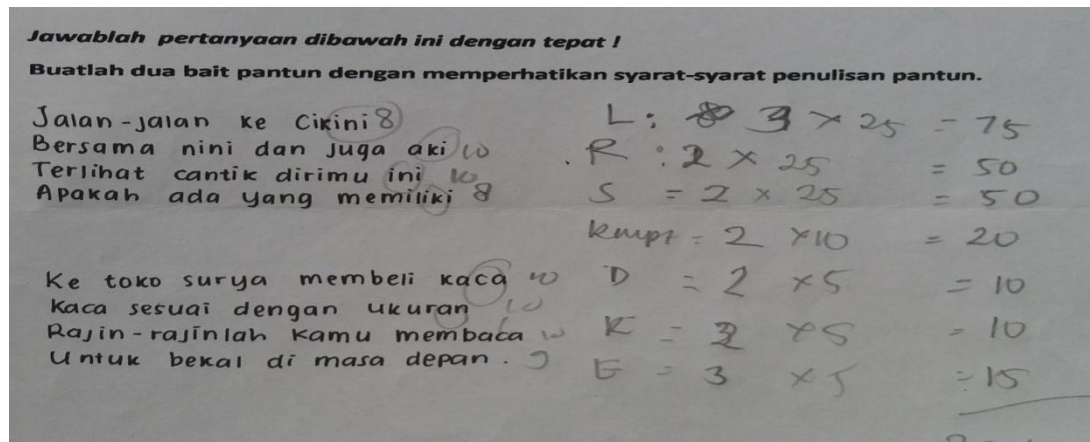 Jawablah pertanyaan dibawah ini dengan tepat !
Buatlah dua bait pantun dengan memperhatikan syarat-syarat penulisan pantun.
Jalan-jalan ke Cikini 8
Bersama nini dan juga aki 10
Terlihat cantik dirimu ini 10
Apakah ada yang memiliki 8
Ke toko surya membeli kaca 10
Kaca sesuai dengan ukuran 10
Rajin-rajinlah kamu membaca
Untuk bekal di masa depan.
L : 3 x 25 = 75
R : 2 x 25 = 50
S = 2 x 25 = 50
kmpt = 2 x 10 = 20
D = 2 x 5 = 10
K = 2 x 5 = 10
E = 3 x 5 = 15